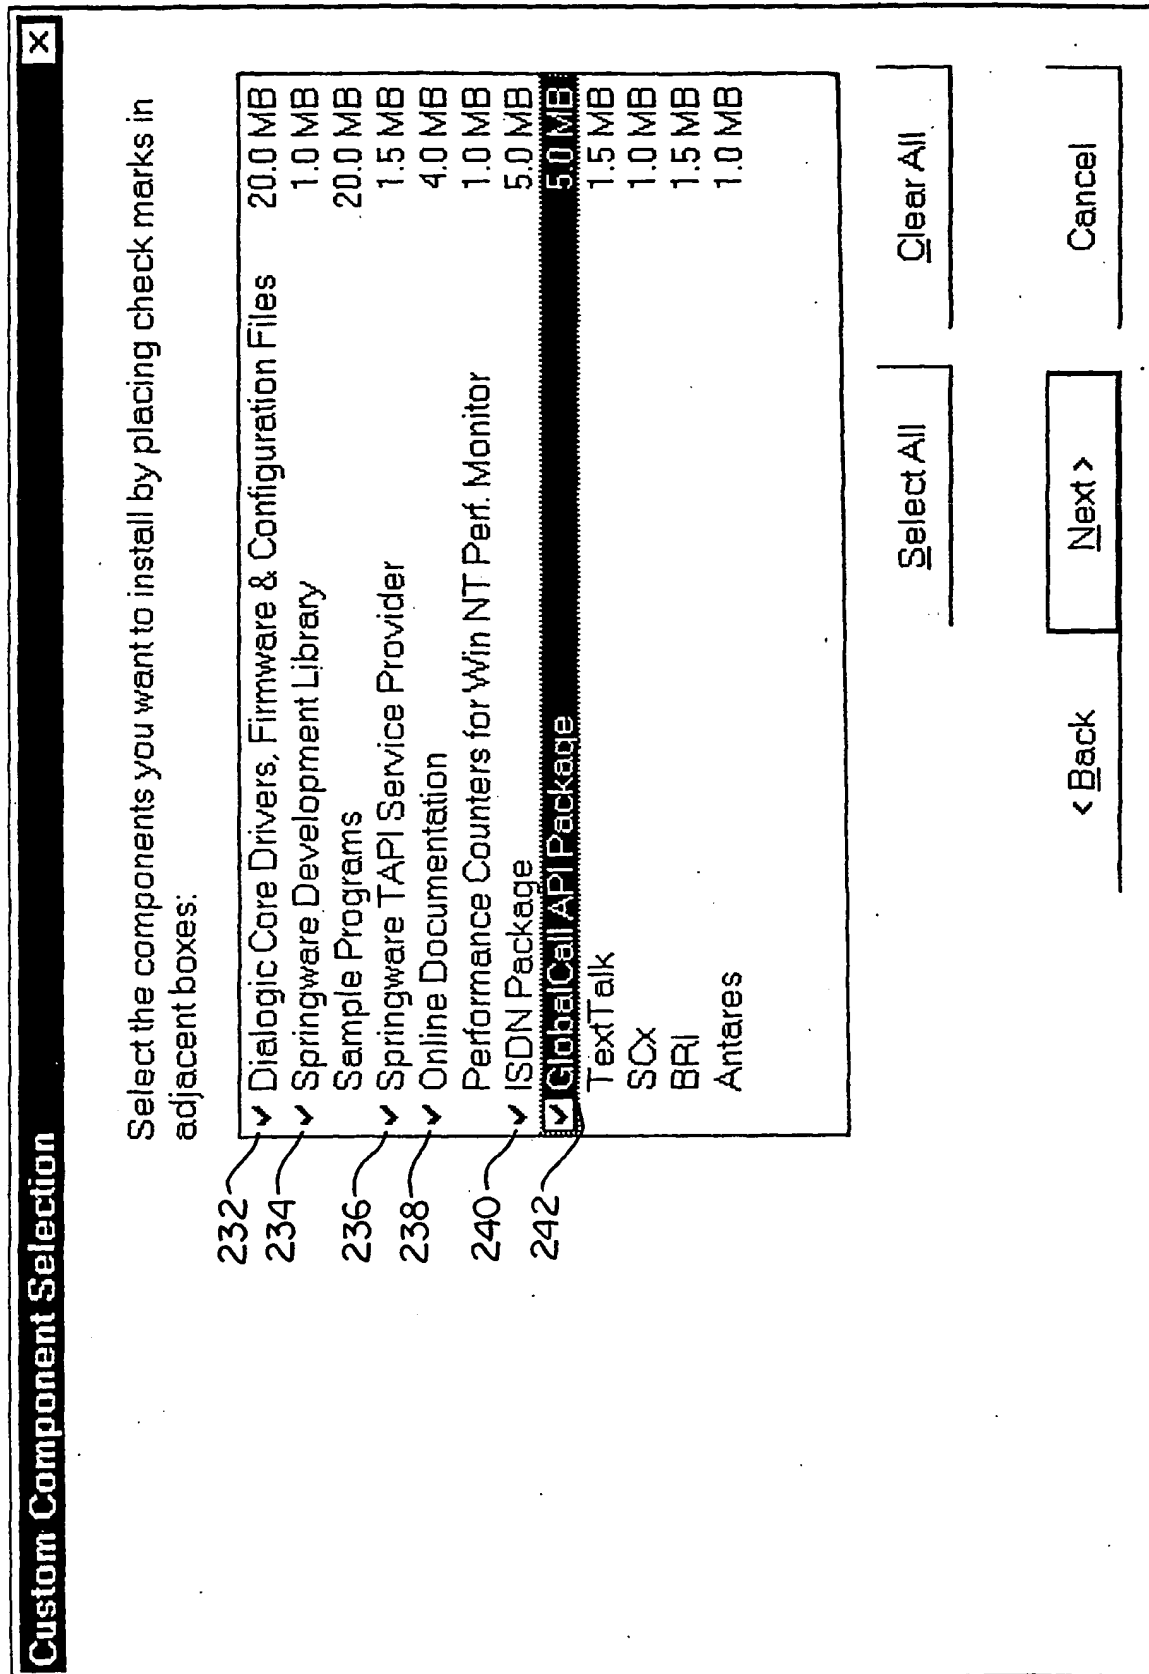 Custom Component Selection
X
Select the components you want to install by placing check marks in
adjacent boxes:
232 ✓ Dialogic Core Drivers, Firmware & Configuration Files 20.0 MB
234 ✓ Springware Development Library 1.0 MB
Sample Programs 20.0 MB
236 ✓ Springware TAPI Service Provider 1.5 MB
238 ✓ Online Documentation 4.0 MB
Performance Counters for Win NT Perf. Monitor 1.0 MB
240 ✓ ISDN Package 5.0 MB
242 ✓ GlobalCall API Package 5.0 MB
TextTalk 1.5 MB
SCx 1.0 MB
BRI 1.5 MB
Antares 1.0 MB
Select All Clear All
< Back Next > Cancel